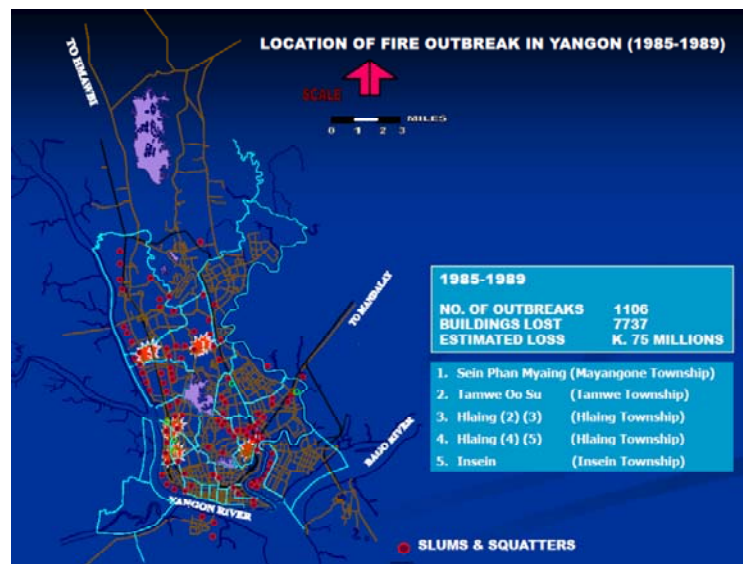 LOCATION OF FIRE OUTBREAK IN YANGON (1985-1989)
TO HMAWBI
SCALE
MILES
0 1 2 3
TO MANDALAY
1985-1989
NO. OF OUTBREAKS 1106
BUILDINGS LOST 7737
ESTIMATED LOSS K. 75 MILLIONS
1. Sein Phan Myaing (Mayangone Township)
2. Tamwe Oo Su (Tamwe Township)
3. Hlaing (2) (3) (Hlaing Township)
4. Hlaing (4) (5) (Hlaing Township)
5. Insein (Insein Township)
BAGO RIVER
YANGON RIVER
SLUMS & SQUATTERS